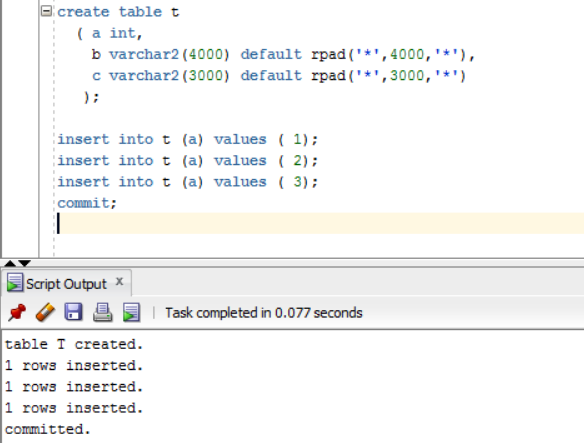 create table t
( a int,
b varchar2(4000) default rpad('*',4000,'*'),
c varchar2(3000) default rpad('*',3000,'*')
);
insert into t (a) values ( 1);
insert into t (a) values ( 2);
insert into t (a) values ( 3);
commit;
Script Output x
Task completed in 0.077 seconds
table T created.
1 rows inserted.
1 rows inserted.
1 rows inserted.
committed.